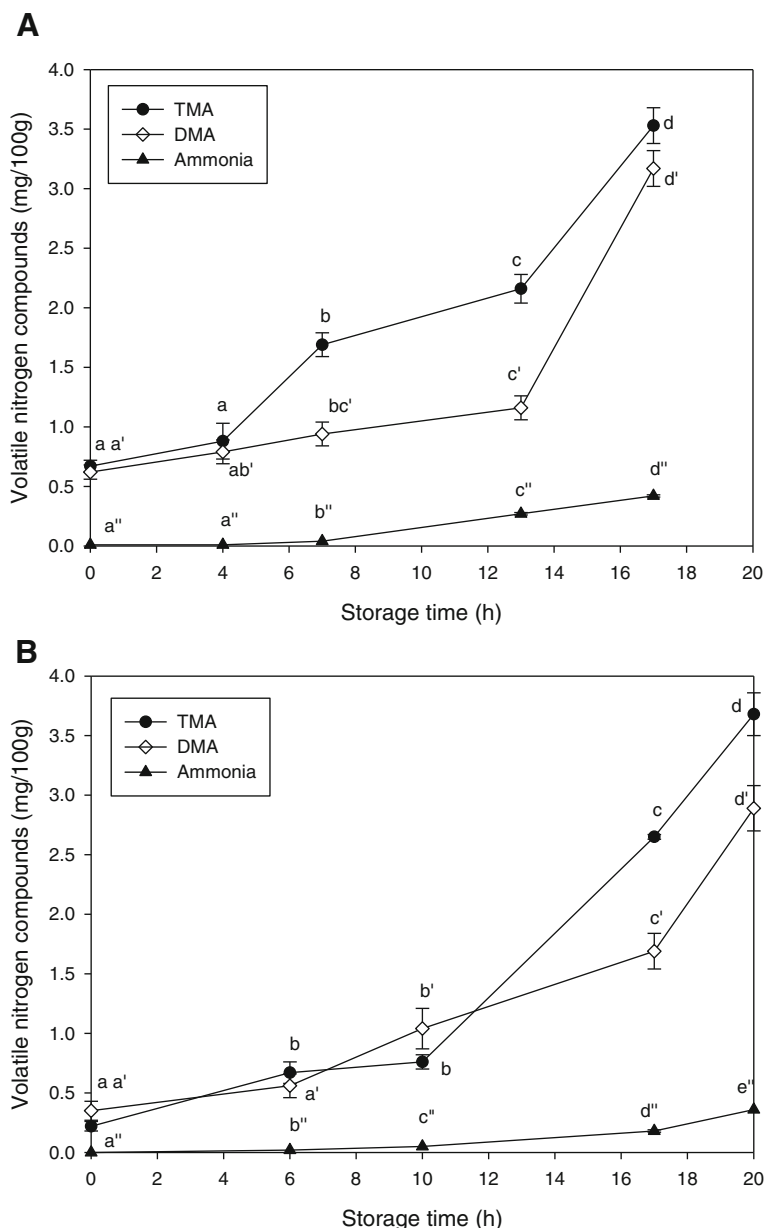 A
4.0
TMA
DMA
Ammonia
3.5
3.0
2.5
2.0
1.5
1.0
0.5
0.0
Volatile nitrogen compounds (mg/100g)
d
d'
c
b
c'
bc'
a
a a'
ab'
d''
c''
b''
a''
a''
0 2 4 6 8 10 12 14 16 18 20
Storage time (h)
B
4.0
TMA
DMA
Ammonia
3.5
3.0
2.5
2.0
1.5
1.0
0.5
0.0
Volatile nitrogen compounds (mg/100g)
d
d'
c
c'
b'
b
b
a a'
a'
e''
d''
c''
b''
a''
0 2 4 6 8 10 12 14 16 18 20
Storage time (h)